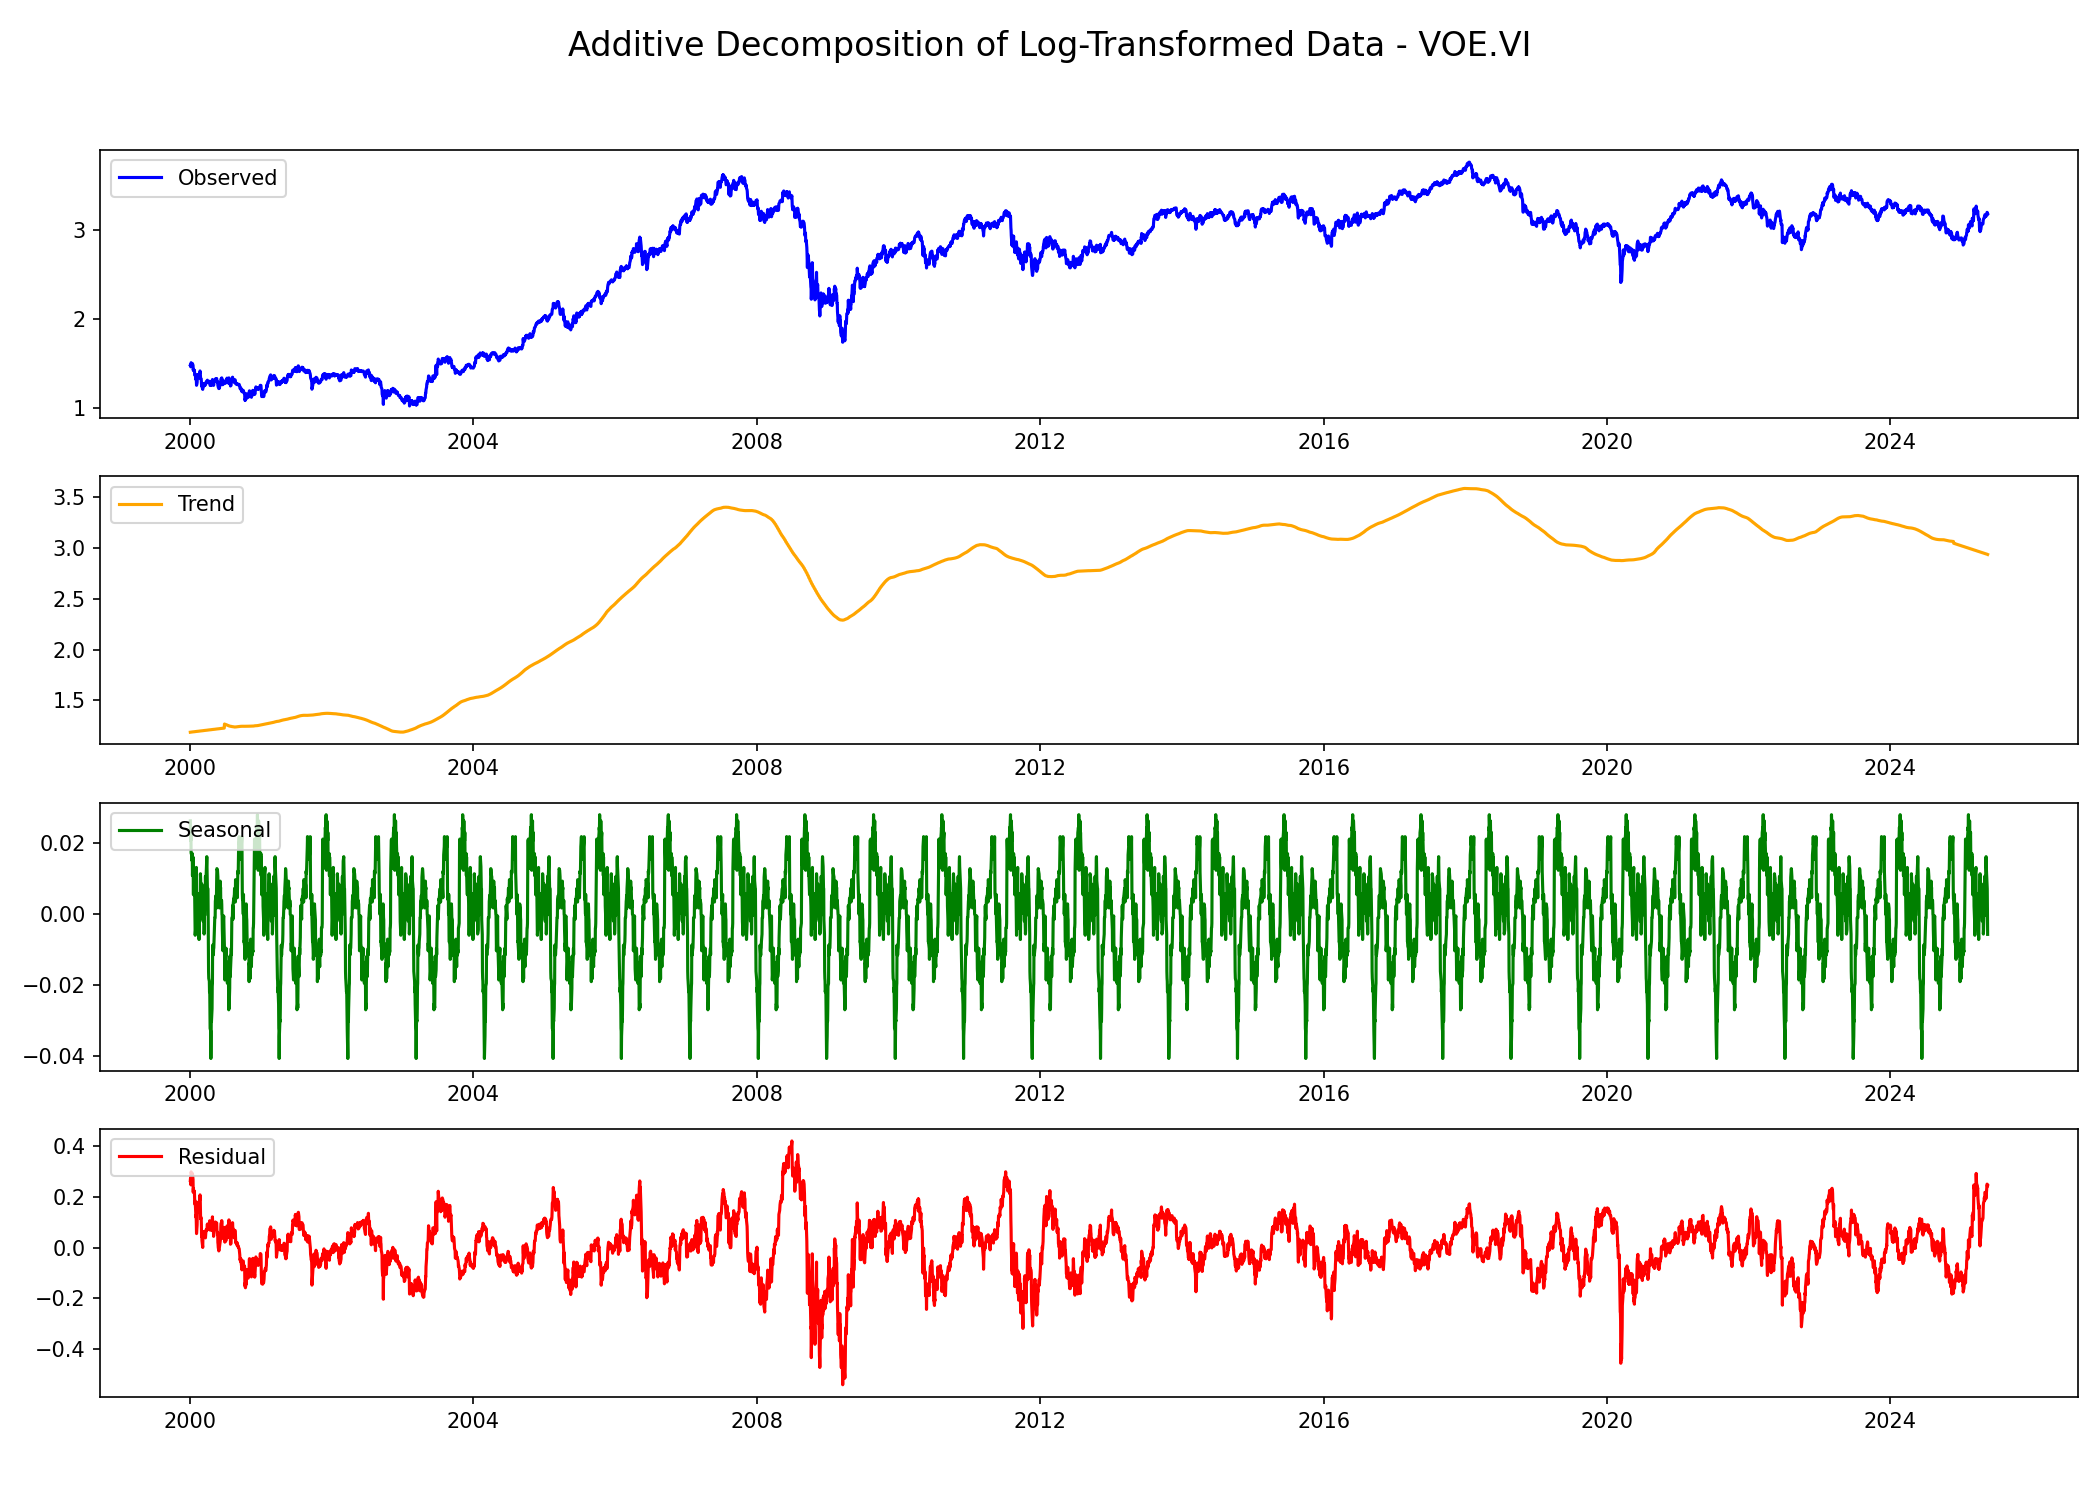 Additive Decomposition of Log-Transformed Data - VOE.VI
Observed
3
2
1
2000 2004 2008 2012 2016 2020 2024
Trend
3.5
3.0
2.5
2.0
1.5
2000 2004 2008 2012 2016 2020 2024
Seasonal
0.02
0.00
−0.02
−0.04
2000 2004 2008 2012 2016 2020 2024
Residual
0.4
0.2
0.0
−0.2
−0.4
2000 2004 2008 2012 2016 2020 2024